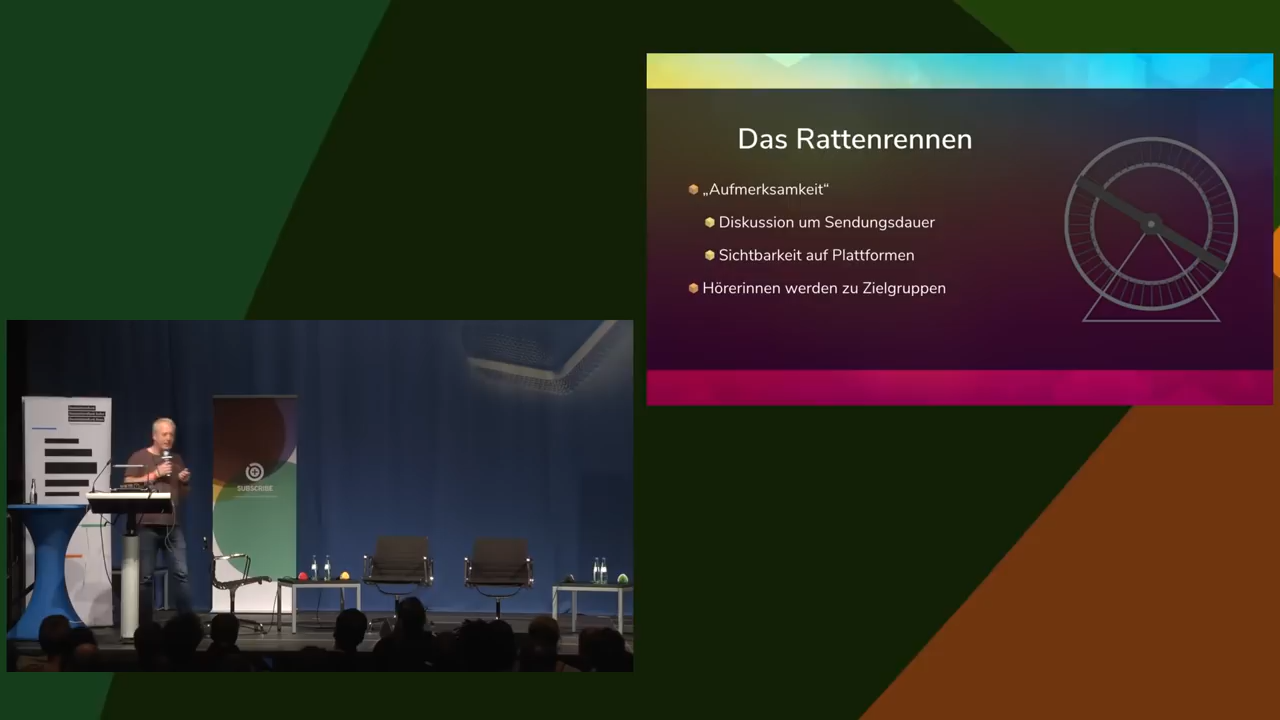 Das Rattenrennen
„Aufmerksamkeit“
Diskussion um Sendungsdauer
Sichtbarkeit auf Plattformen
Hörerinnen werden zu Zielgruppen
SUBSCRIBE